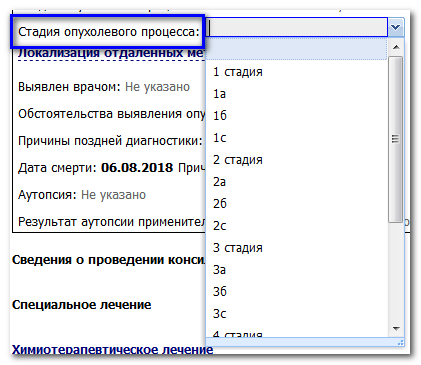 Стадия опухолевого процесса:
Локализация отдаленных мет
1 стадия
Выявлен врачом: Не указано
1а
Обстоятельства выявления опу
1б
Причины поздней диагностики:
1с
2 стадия
Дата смерти: 06.08.2018 Прич
2а
Аутопсия: Не указано
2б
Результат аутопсии применител
2с
3 стадия
Сведения о проведении консил
3а
3б
Специальное лечение
3с
4 стадия
Химиотерапевтическое лечение